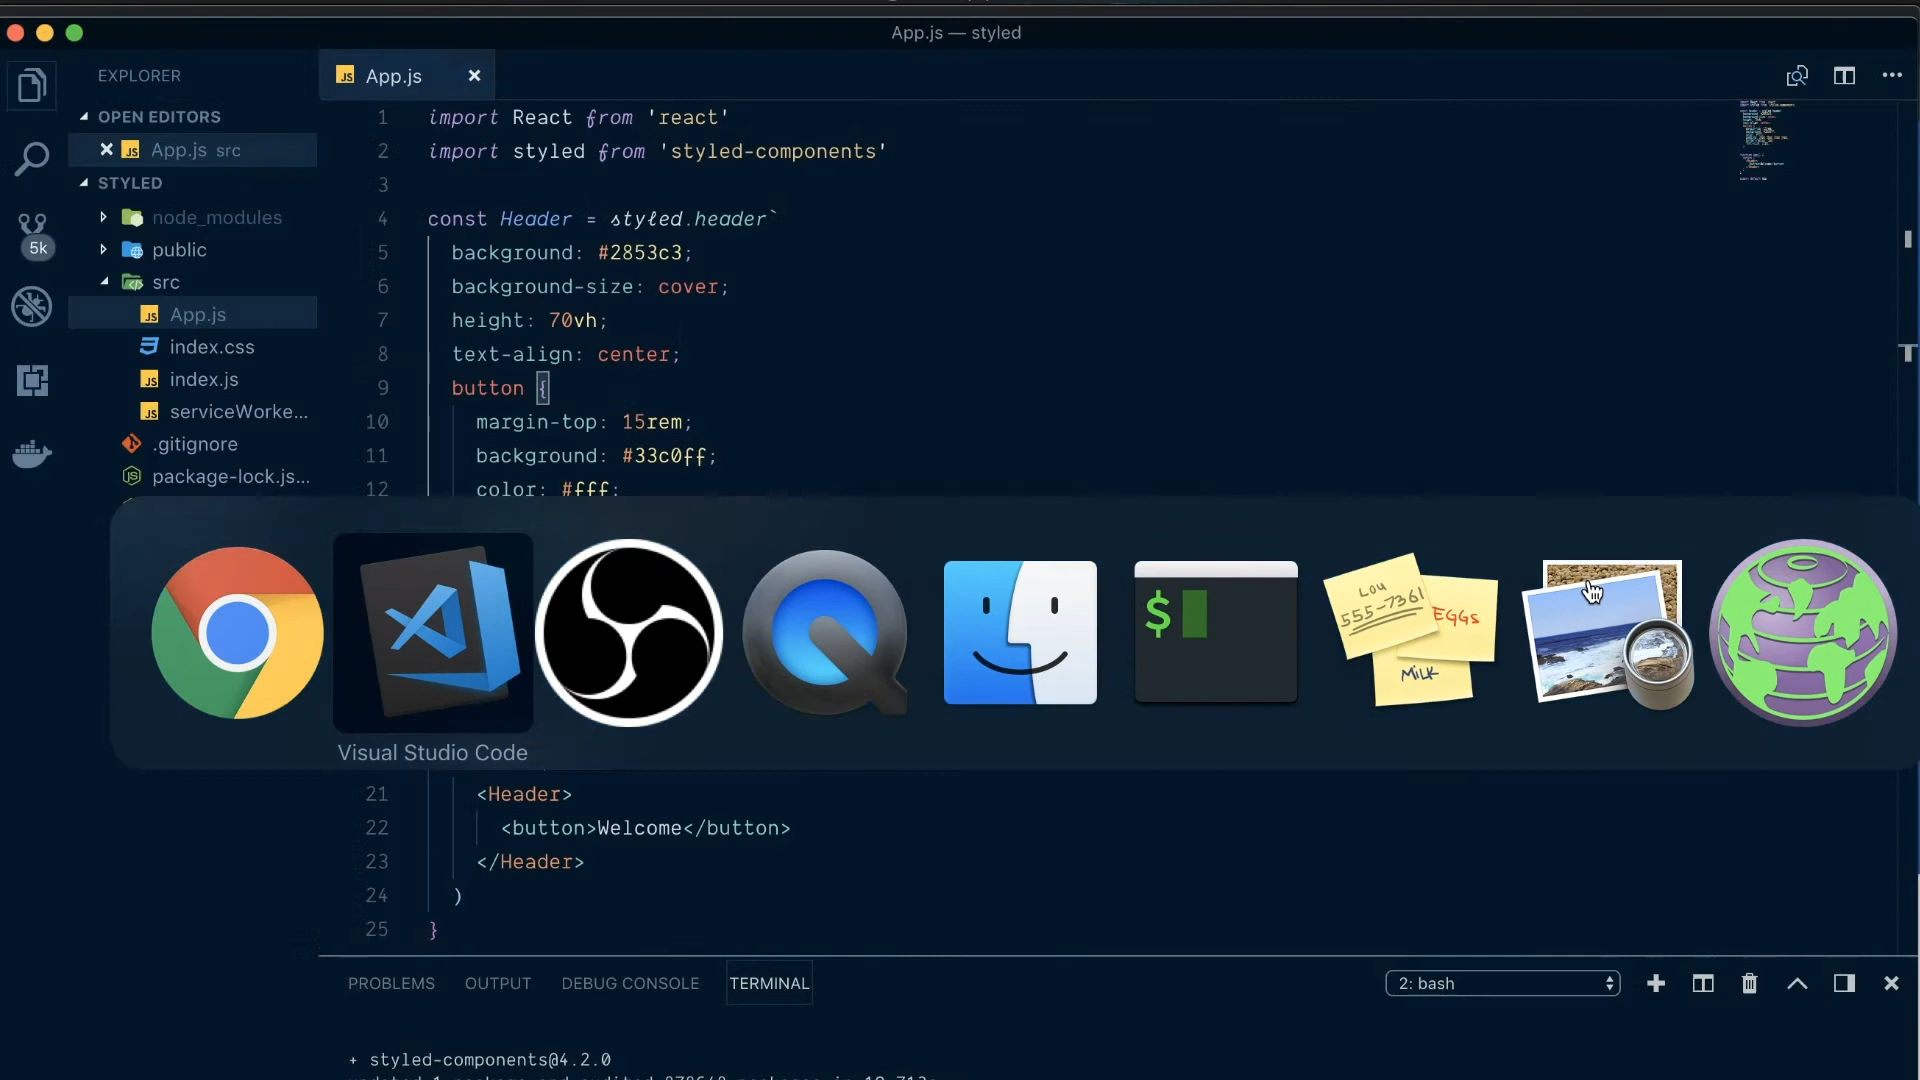 App.js — styled
EXPLORER
OPEN EDITORS
App.js src
STYLED
node_modules
public
src
App.js
index.css
index.js
serviceWorke...
.gitignore
package-lock.js...
5k
App.js
1 import React from 'react'
2 import styled from 'styled-components'
3
4 const Header = styled.header`
5 background: #2853c3;
6 background-size: cover;
7 height: 70vh;
8 text-align: center;
9 button {
10 margin-top: 15rem;
11 background: #33c0ff;
12 color: #fff;
$
Lou
555-7361
EGGS
MILK
Visual Studio Code
21 <Header>
22 <button>Welcome</button>
23 </Header>
24 )
25 }
PROBLEMS OUTPUT DEBUG CONSOLE TERMINAL 2: bash
+ styled-components@4.2.0